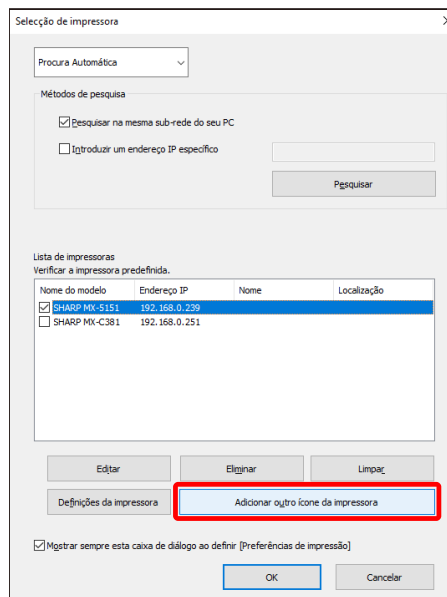 Selecção de impressora
Procura Automática
Métodos de pesquisa
Pesquisar na mesma sub-rede do seu PC
Introduzir um endereço IP específico
Pesquisar
Lista de impressoras
Verificar a impressora predefinida.
Nome do modelo Endereço IP Nome Localização
SHARP MX-5151 192.168.0.239
SHARP MX-C381 192.168.0.251
Editar Eliminar Limpar
Definições da impressora Adicionar outro ícone da impressora
Mostrar sempre esta caixa de diálogo ao definir [Preferências de impressão]
OK Cancelar